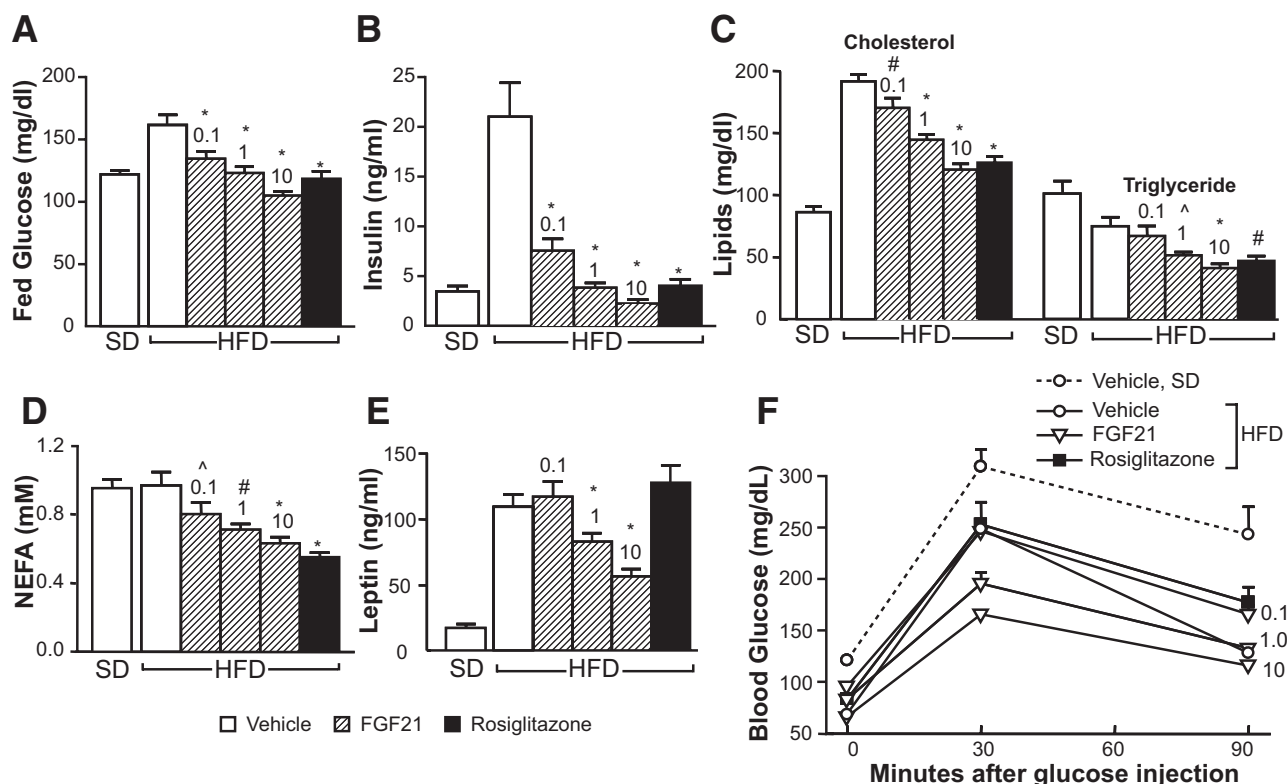 A
Fed Glucose (mg/dl)
200
150
100
50
0
*
0.1
*
1
*
10
*
SD
HFD
B
Insulin (ng/ml)
25
20
15
10
5
0
*
0.1
*
1
*
10
*
SD
HFD
C
Lipids (mg/dl)
200
150
100
50
0
Cholesterol
#
0.1
*
1
*
10
*
SD
HFD
Triglyceride
0.1
^
1
*
10
#
SD
HFD
D
NEFA (mM)
1.2
0.8
0.4
0.0
^
0.1
#
1
*
10
*
SD
HFD
E
Leptin (ng/ml)
150
100
50
0
0.1
*
1
*
10
SD
HFD
Vehicle FGF21 Rosiglitazone
F
Vehicle, SD
Vehicle
FGF21
Rosiglitazone
HFD
Blood Glucose (mg/dL)
300
250
200
150
100
50
0.1
1.0
10
0 30 60 90
Minutes after glucose injection